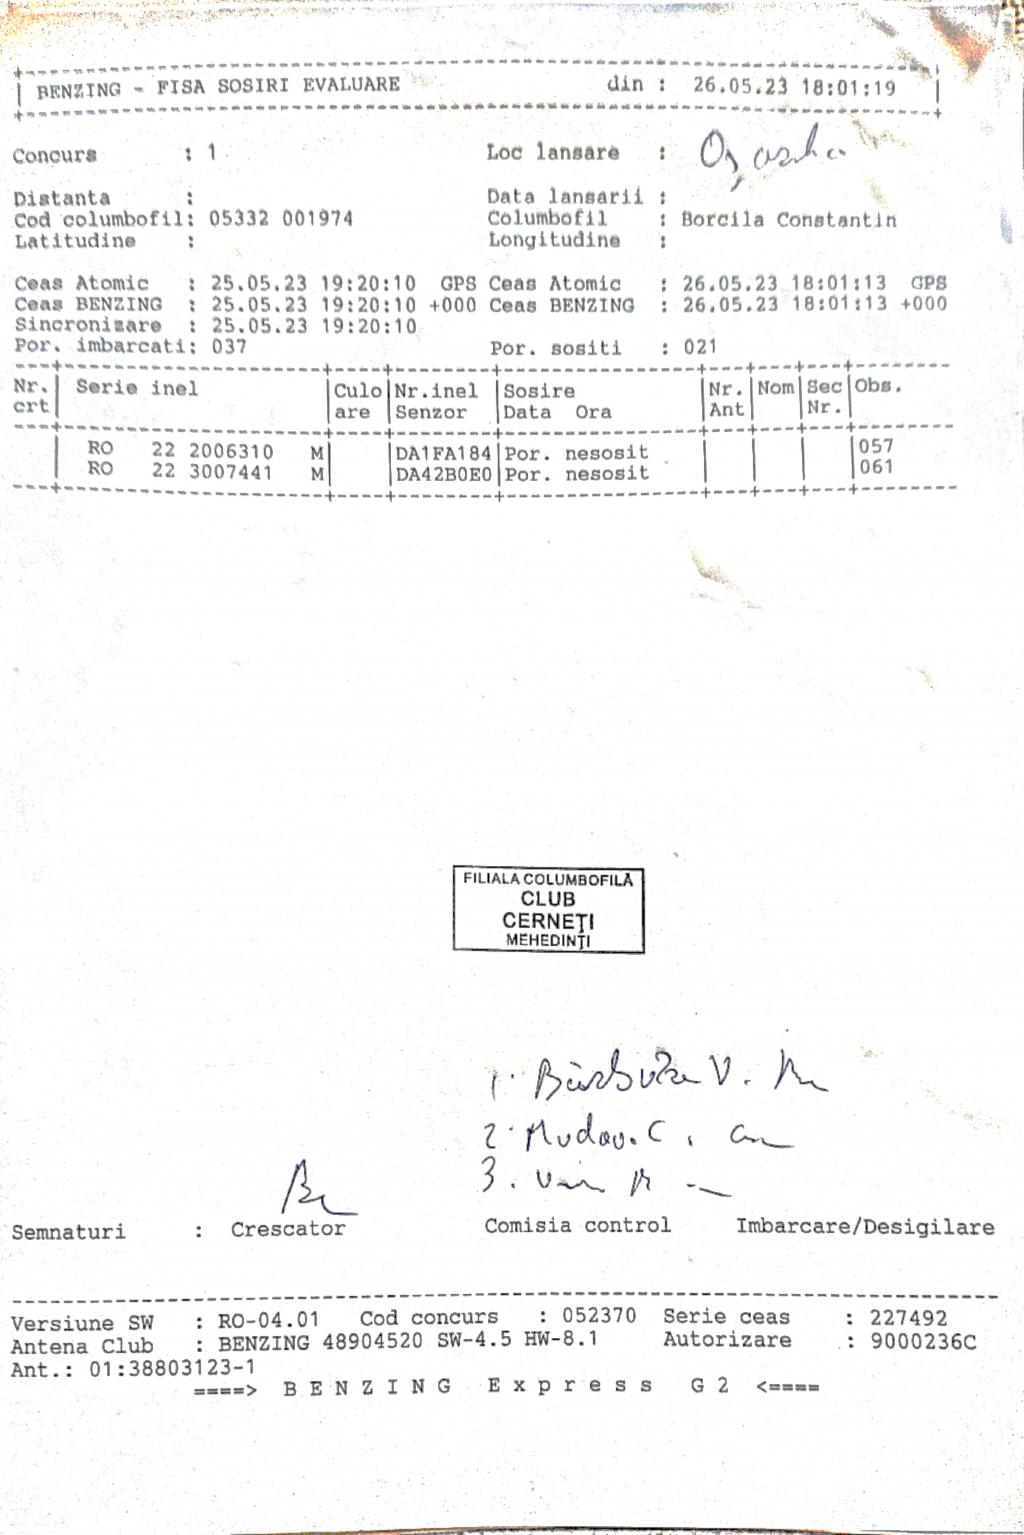 BENZING - FISA SOSIRI EVALUARE din : 26.05.23 18:01:19
Concurs : 1 Loc lansare :
Distanta : Data lansarii :
Cod columbofil: 05332 001974 Columbofil : Borcila Constantin
Latitudine : Longitudine :
Ceas Atomic : 25.05.23 19:20:10 GPS Ceas Atomic : 26.05.23 18:01:13 GPS
Ceas BENZING : 25.05.23 19:20:10 +000 Ceas BENZING : 26.05.23 18:01:13 +000
Sincronizare : 25.05.23 19:20:10
Por. imbarcati: 037 Por. sositi : 021
Nr. Serie inel Culo Nr.inel Sosire Nr. Nom Sec Obs.
crt are Senzor Data Ora Ant Nr.
RO 22 2006310 M DA1FA184 Por. nesosit 057
RO 22 3007441 M DA42B0E0 Por. nesosit 061
FILIALA COLUMBOFILĂ
CLUB
CERNEȚI
MEHEDINȚI
1.
2.
3.
Semnaturi : Crescator Comisia control Imbarcare/Desigilare
Versiune SW : RO-04.01 Cod concurs : 052370 Serie ceas : 227492
Antena Club : BENZING 48904520 SW-4.5 HW-8.1 Autorizare : 9000236C
Ant.: 01:38803123-1
====> B E N Z I N G E x p r e s s G 2 <====